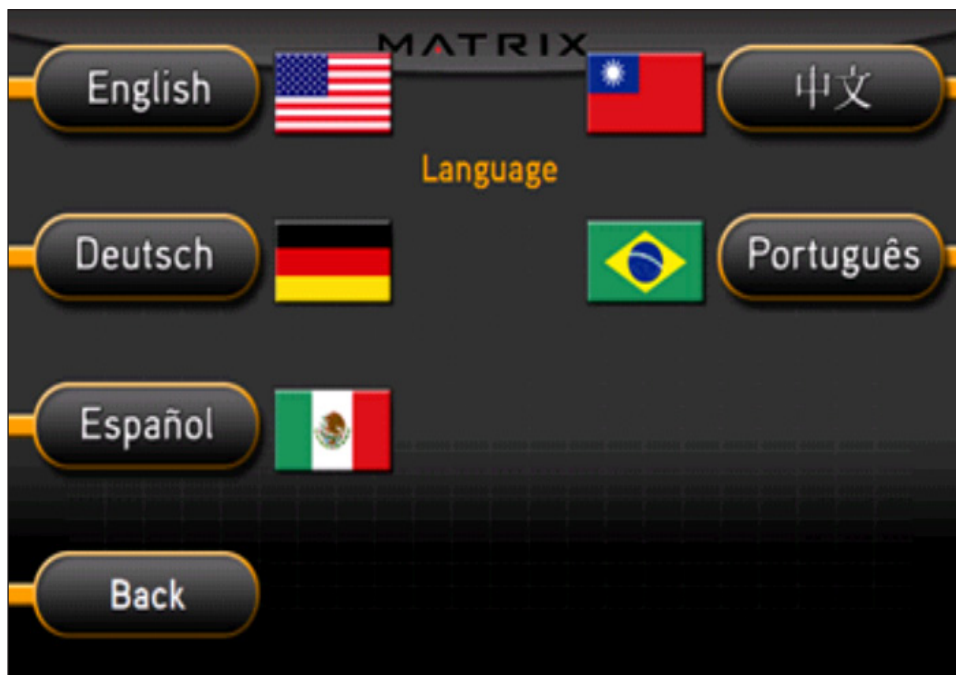 MATRIX
English
中文
Language
Deutsch
Português
Español
Back